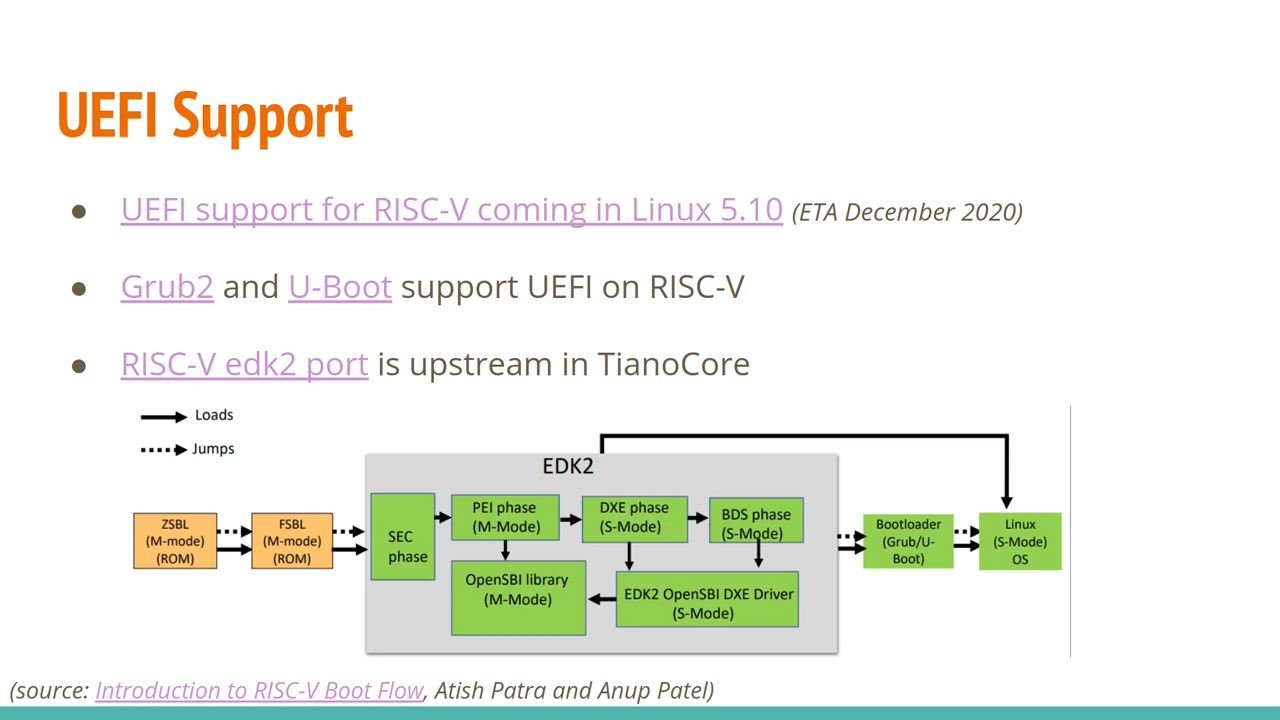 UEFI Support
● UEFI support for RISC-V coming in Linux 5.10 (ETA December 2020)
● Grub2 and U-Boot support UEFI on RISC-V
● RISC-V edk2 port is upstream in TianoCore
Loads
Jumps
EDK2
ZSBL
(M-mode)
(ROM)
FSBL
(M-mode)
(ROM)
SEC
phase
PEI phase
(M-Mode)
DXE phase
(S-Mode)
BDS phase
(S-Mode)
OpenSBI library
(M-Mode)
EDK2 OpenSBI DXE Driver
(S-Mode)
Bootloader
(Grub/U-
Boot)
Linux
(S-Mode)
OS
(source: Introduction to RISC-V Boot Flow, Atish Patra and Anup Patel)